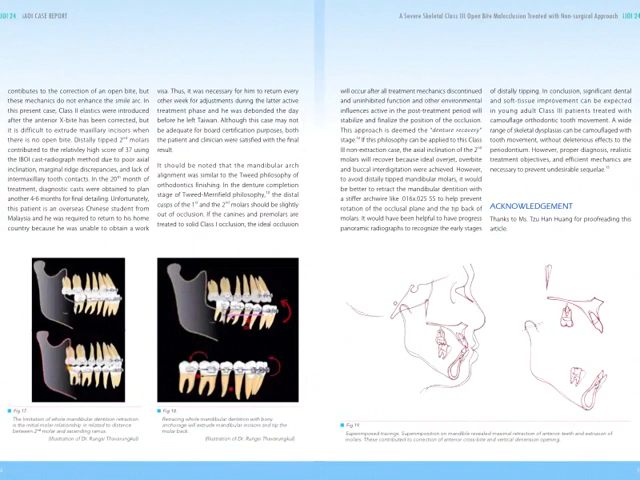 IJOI 24 iAOI CASE REPORT
A Severe Skeletal Class III Open Bite Malocclusion Treated with Non-surgical Approach IJOI 24
contributes to the correction of an open bite, but
these mechanics do not enhance the smile arc. In
this present case, Class II elastics were introduced
after the anterior X-bite has been corrected, but
it is difficult to extrude maxillary incisors when
there is no open bite. Distally tipped 2nd molars
contributed to the relatively high score of 37 using
the IBOI cast-radiograph method due to poor axial
inclination, marginal ridge discrepancies, and lack of
interdigitary tooth contacts. In the 20th month of
treatment, diagnostic casts were obtained to plan
another 4-6 months for final detailing. Unfortunately,
this patient is an overseas Chinese student from
Malaysia and he was required to return to his home
country because he was unable to obtain a work
visa. Thus, it was necessary for him to return every
other week for adjustments during the latter active
treatment phase and he was debonded the day
before he left Taiwan. Although this case may not
be adequate for board certification purposes, both
the patient and clinician were satisfied with the final
result.
It should be noted that the mandibular arch
alignment was similar to the Tweed philosophy of
orthodontics finishing. In the denture completion
stage of Tweed-Merrifield philosophy, the distal
cusps of the 1st and the 2nd molars should be slightly
out of occlusion. If the canines and premolars are
treated to solid Class I occlusion, the ideal occlusion
will occur after all treatment mechanics discontinued
and uninhibited function and other environmental
influences active in the post-treatment period will
stabilize and finalize the position of the occlusion.
This approach is deemed the "denture recovery"
stage. If this philosophy can be applied to this Class
III non-extraction case, the axial inclination of the 2nd
molars will recover because ideal overjet, overbite
and buccal interdigitation were achieved. However,
to avoid distally tipped mandibular molars, it would
be better to retract the mandibular dentition with
a stiffer archwire like .016x.025 SS to help prevent
rotation of the occlusal plane and the tip back of
molars. It would have been helpful to have progress
panoramic radiographs to recognize the early stages
of distally tipping. In conclusion, significant dental
and soft-tissue improvement can be expected
in young adult Class III patients treated with
camouflage orthodontic tooth movement. A wide
range of skeletal dysplasias can be camouflaged with
tooth movement, without deleterious effects to the
periodontium. However, proper diagnosis, realistic
treatment objectives, and efficient mechanics are
necessary to prevent undesirable sequelae.
ACKNOWLEDGEMENT
Thanks to Ms. Tzu Han Huang for proofreading this
article.
Fig 17.
The limitation of whole mandibular dentition retraction
is the initial molar relationship in related to distance
between 2nd molar and ascending ramus.
(Illustration of Dr. Rungsi Thavarungkul)
Fig 18.
Retracting whole mandibular dentition with bony
anchorage will extrude mandibular incisors and tip the
molar back.
(Illustration of Dr. Rungsi Thavarungkul)
Fig 19.
Superimposed tracings. Superimposition on mandible revealed maximal retraction of anterior teeth and extrusion of
molars. These contributed to correction of anterior cross-bite and vertical dimension opening.